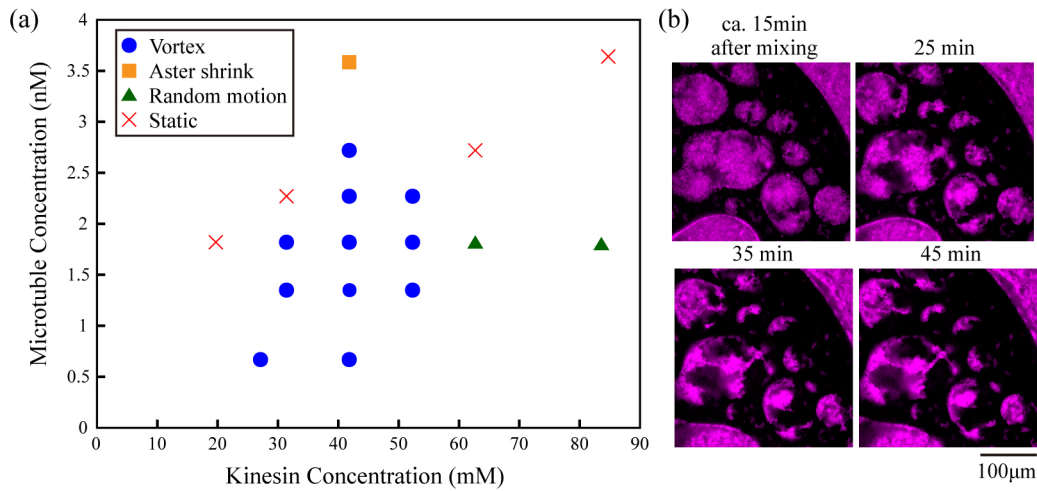 (a)
4
3.5
3
2.5
2
1.5
1
0.5
0
Microtuble Concentration (nM)
Vortex
Aster shrink
Random motion
Static
0 10 20 30 40 50 60 70 80 90
Kinesin Concentration (mM)
(b)
ca. 15min
after mixing
25 min
35 min
45 min
100μm